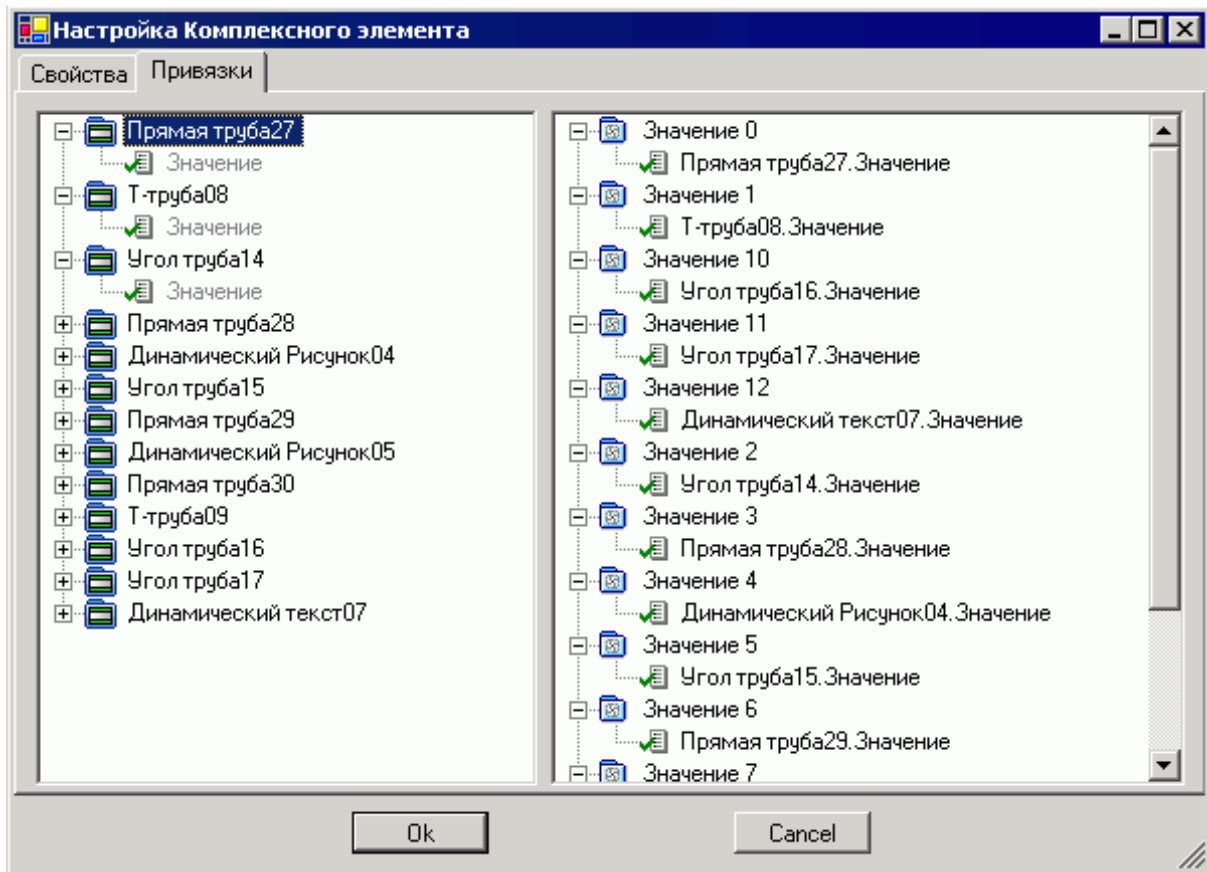 Настройка Комплексного элемента
Свойства
Привязки
Прямая труба27
Значение
Т-труба08
Значение
Угол труба14
Значение
Прямая труба28
Динамический Рисунок04
Угол труба15
Прямая труба29
Динамический Рисунок05
Прямая труба30
Т-труба09
Угол труба16
Угол труба17
Динамический текст07
Значение 0
Прямая труба27.Значение
Значение 1
Т-труба08.Значение
Значение 10
Угол труба16.Значение
Значение 11
Угол труба17.Значение
Значение 12
Динамический текст07.Значение
Значение 2
Угол труба14.Значение
Значение 3
Прямая труба28.Значение
Значение 4
Динамический Рисунок04.Значение
Значение 5
Угол труба15.Значение
Значение 6
Прямая труба29.Значение
Значение 7
Ok
Cancel